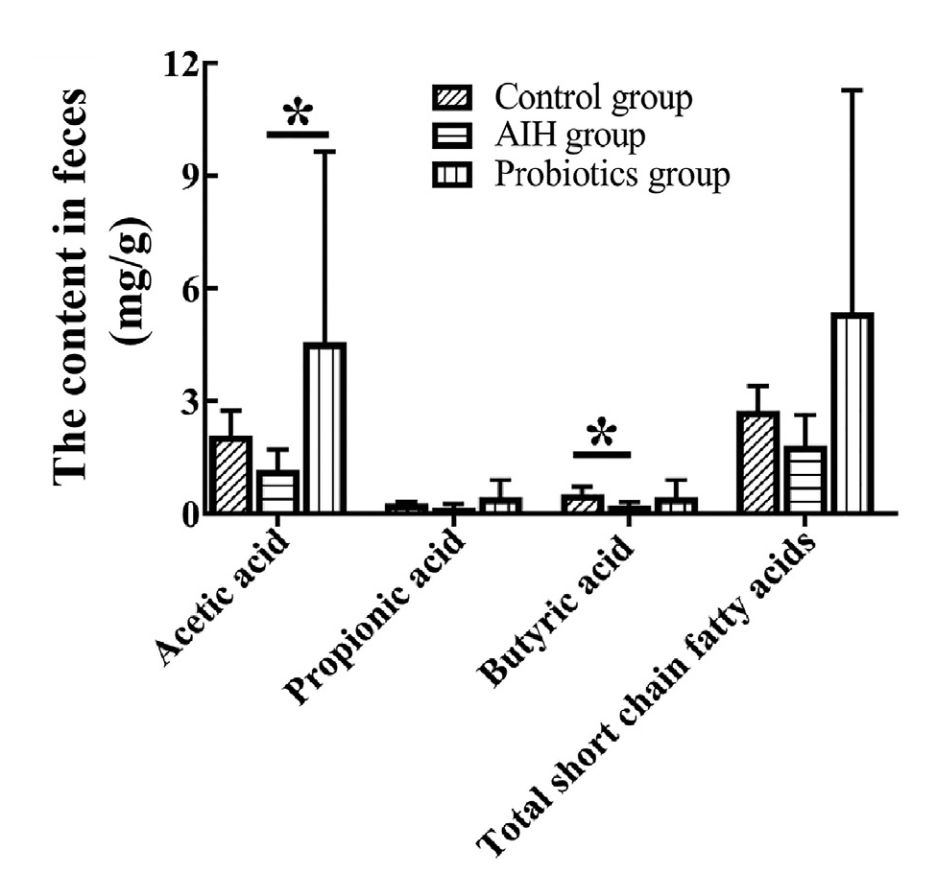 The content in feces
(mg/g)
12
9
6
3
0
*
*
Control group
AIH group
Probiotics group
Acetic acid
Propionic acid
Butyric acid
Total short chain fatty acids